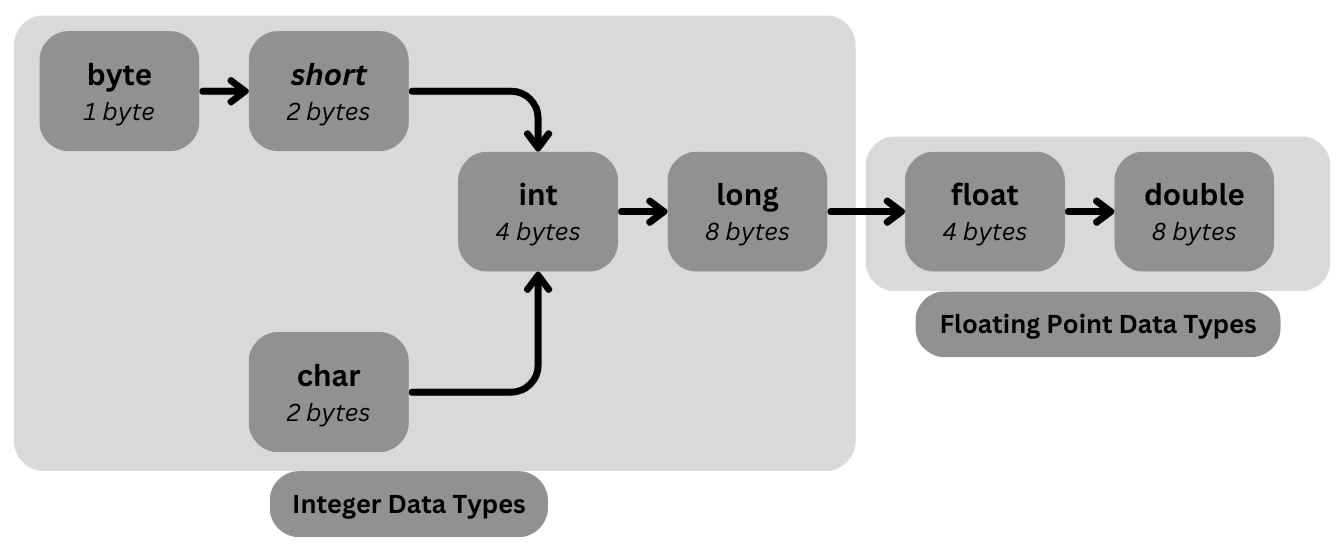 byte
1 byte
short
2 bytes
int
4 bytes
long
8 bytes
float
4 bytes
double
8 bytes
Floating Point Data Types
char
2 bytes
Integer Data Types